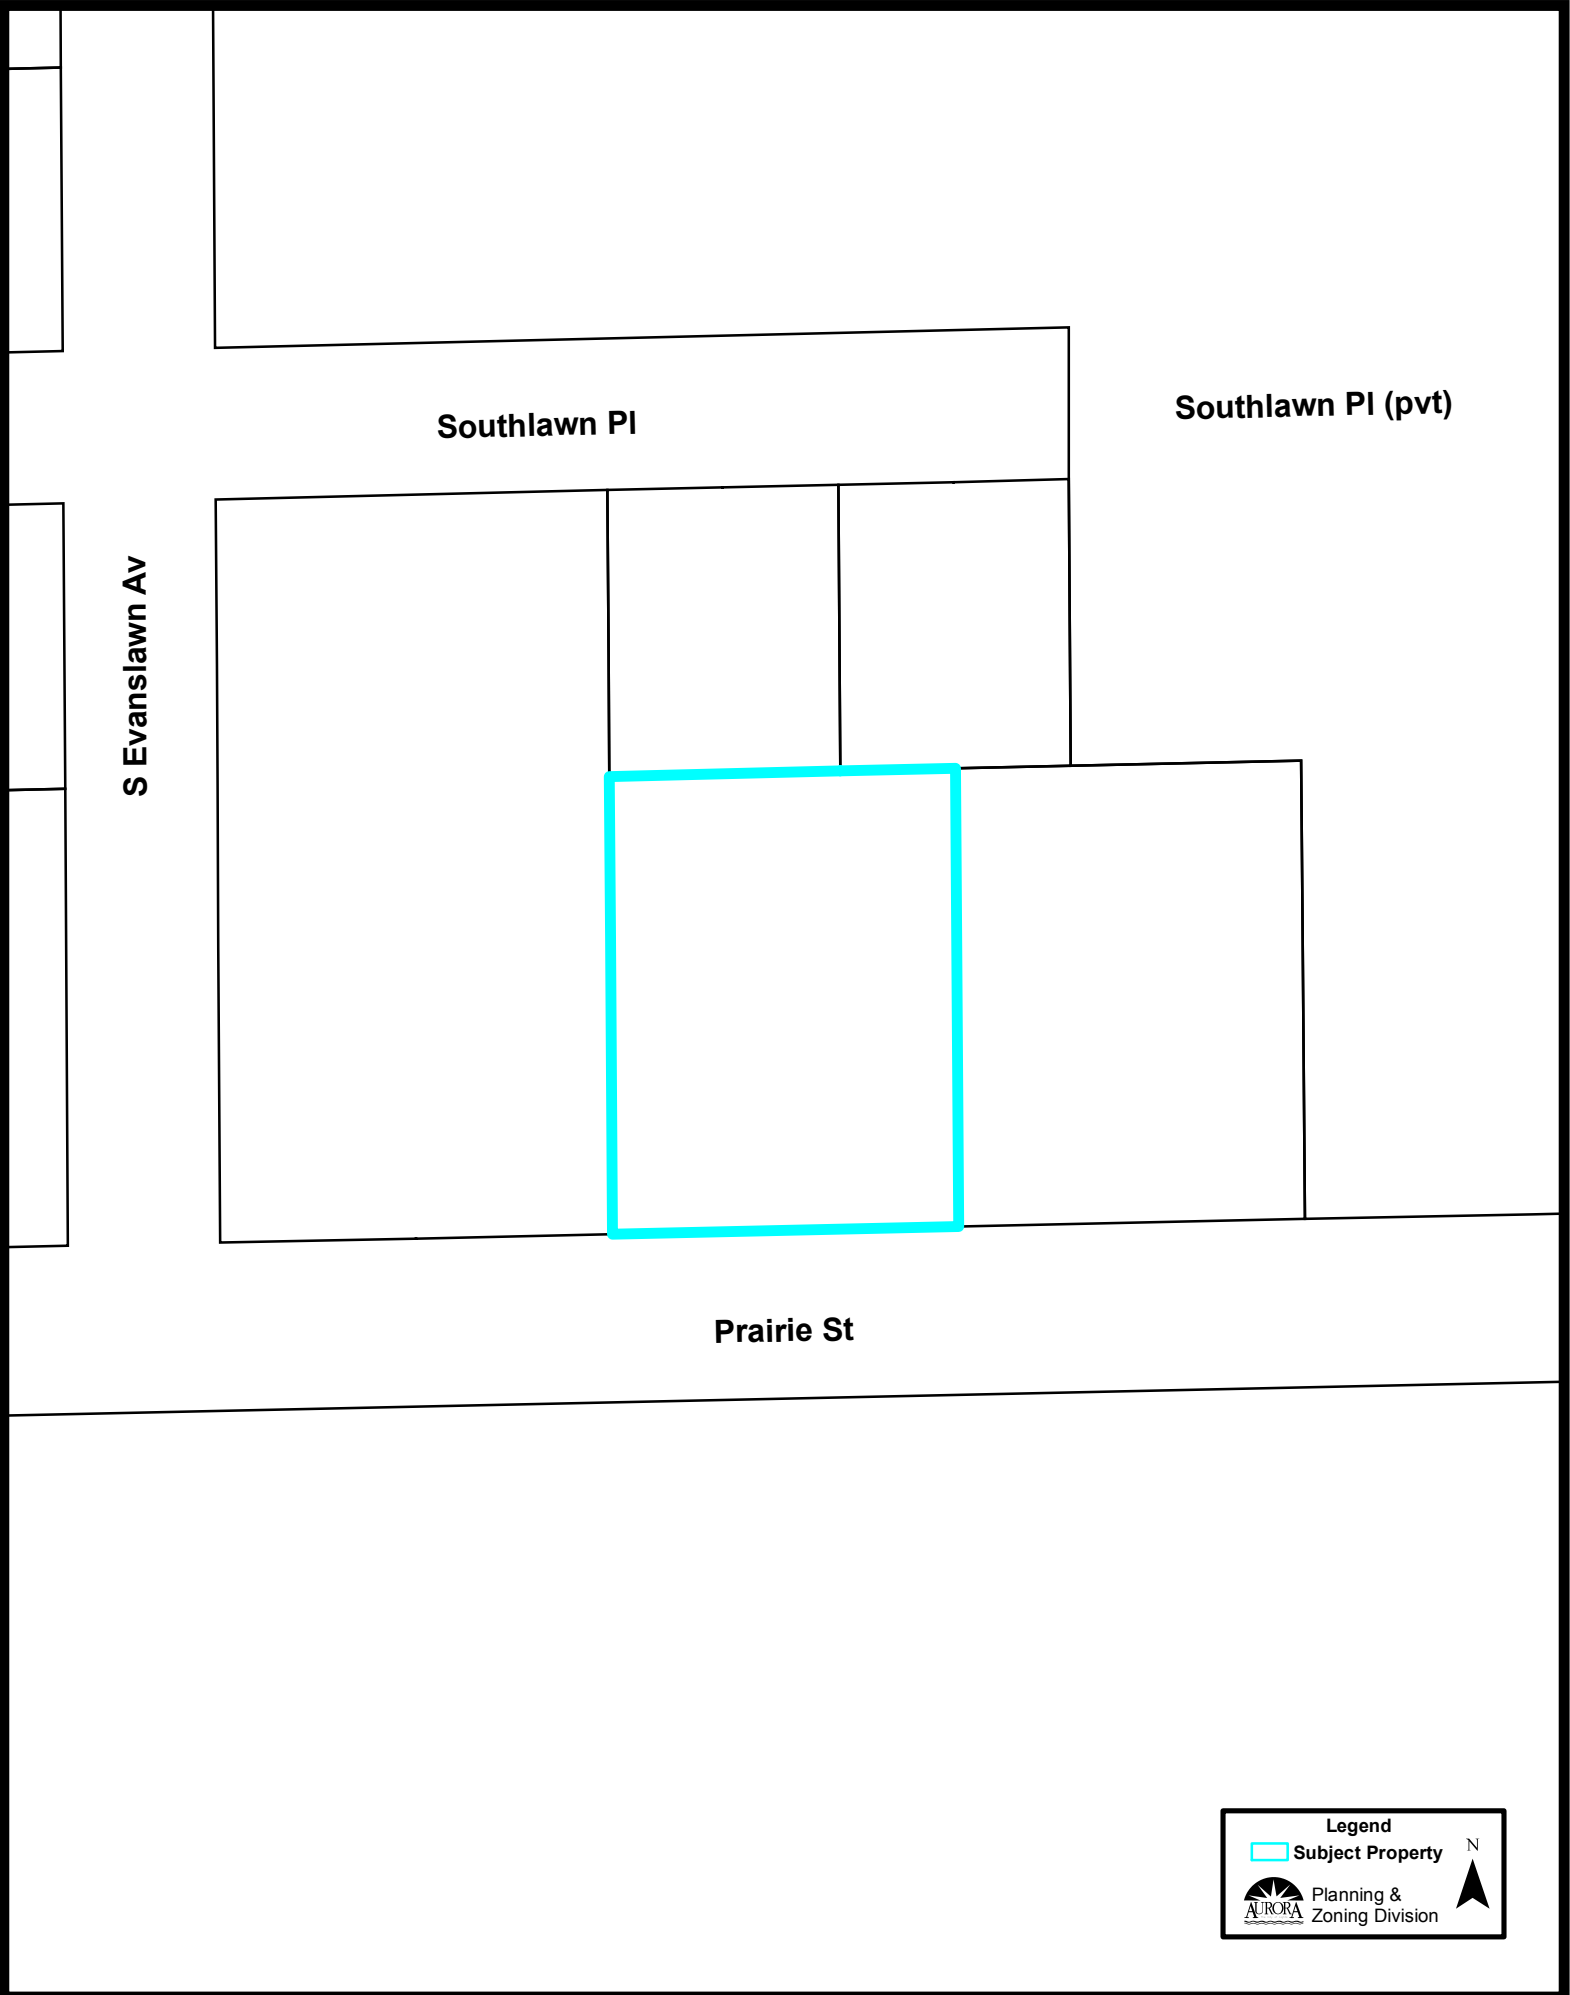 Southlawn Pl
Southlawn Pl (pvt)
S Evanslawn Av
Prairie St
Legend
Subject Property
N
AURORA
Planning &
Zoning Division